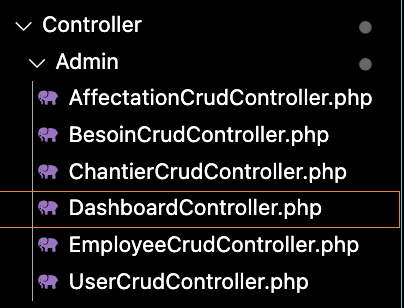 Controller
Admin
AffectationCrudController.php
BesoinCrudController.php
ChantierCrudController.php
DashboardController.php
EmployeeCrudController.php
UserCrudController.php